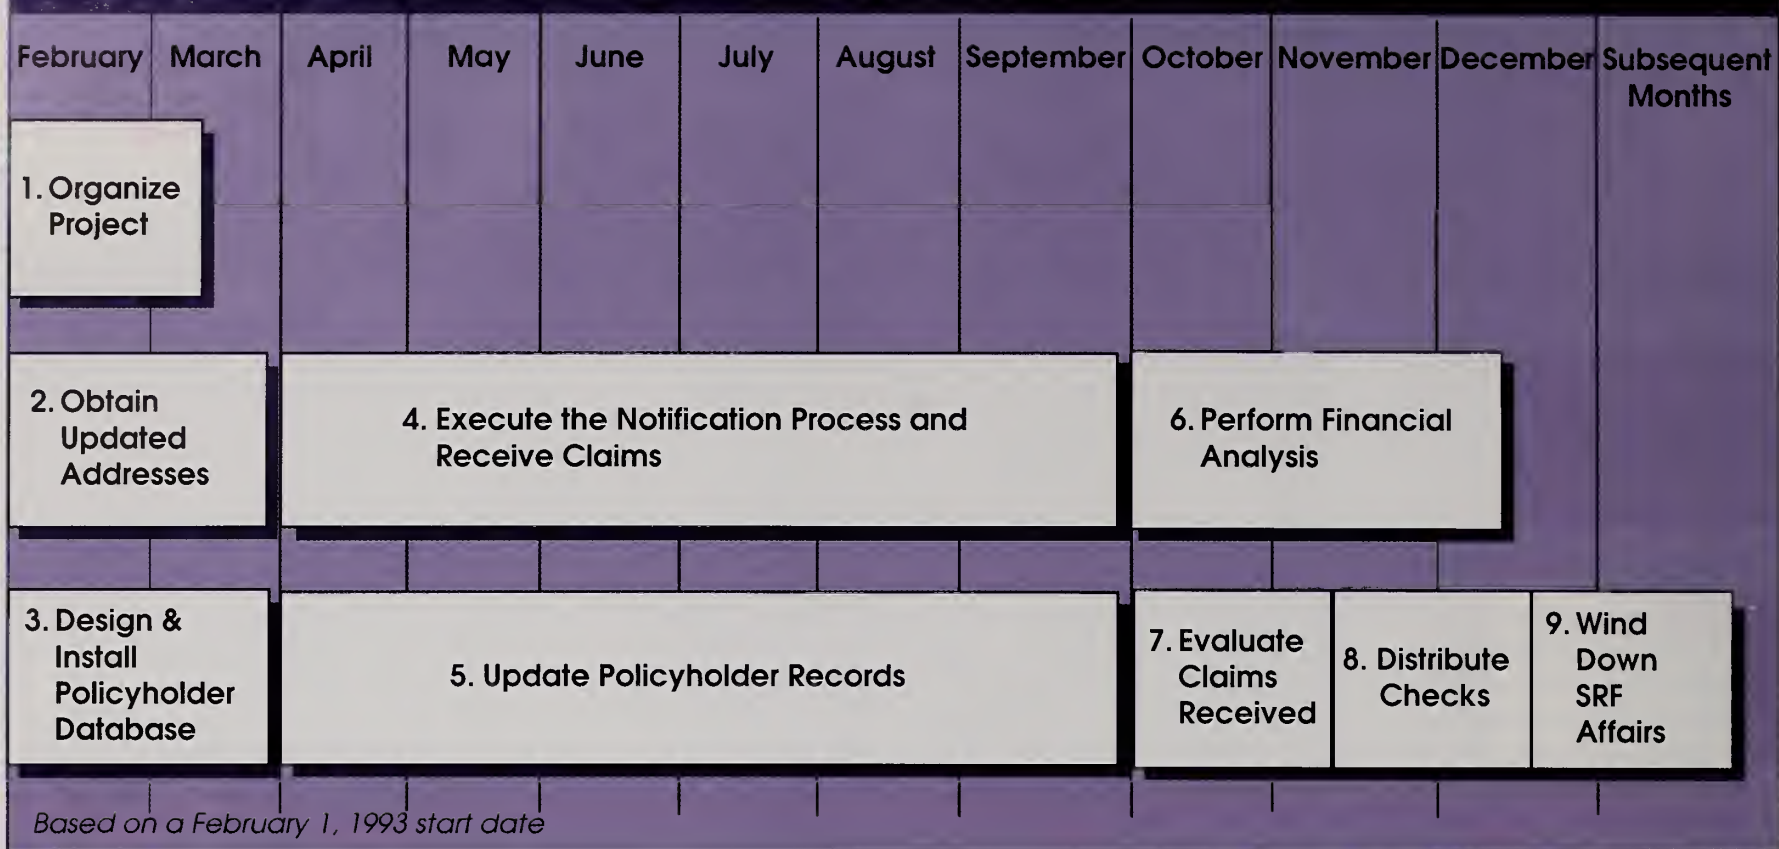 February March April May June July August September October November December Subsequent
Months
1. Organize
Project
2. Obtain
Updated
Addresses
4. Execute the Notification Process and
Receive Claims
6. Perform Financial
Analysis
3. Design &
Install
Policyholder
Database
5. Update Policyholder Records
7. Evaluate
Claims
Received
8. Distribute
Checks
9. Wind
Down
SRF
Affairs
Based on a February 1, 1993 start date